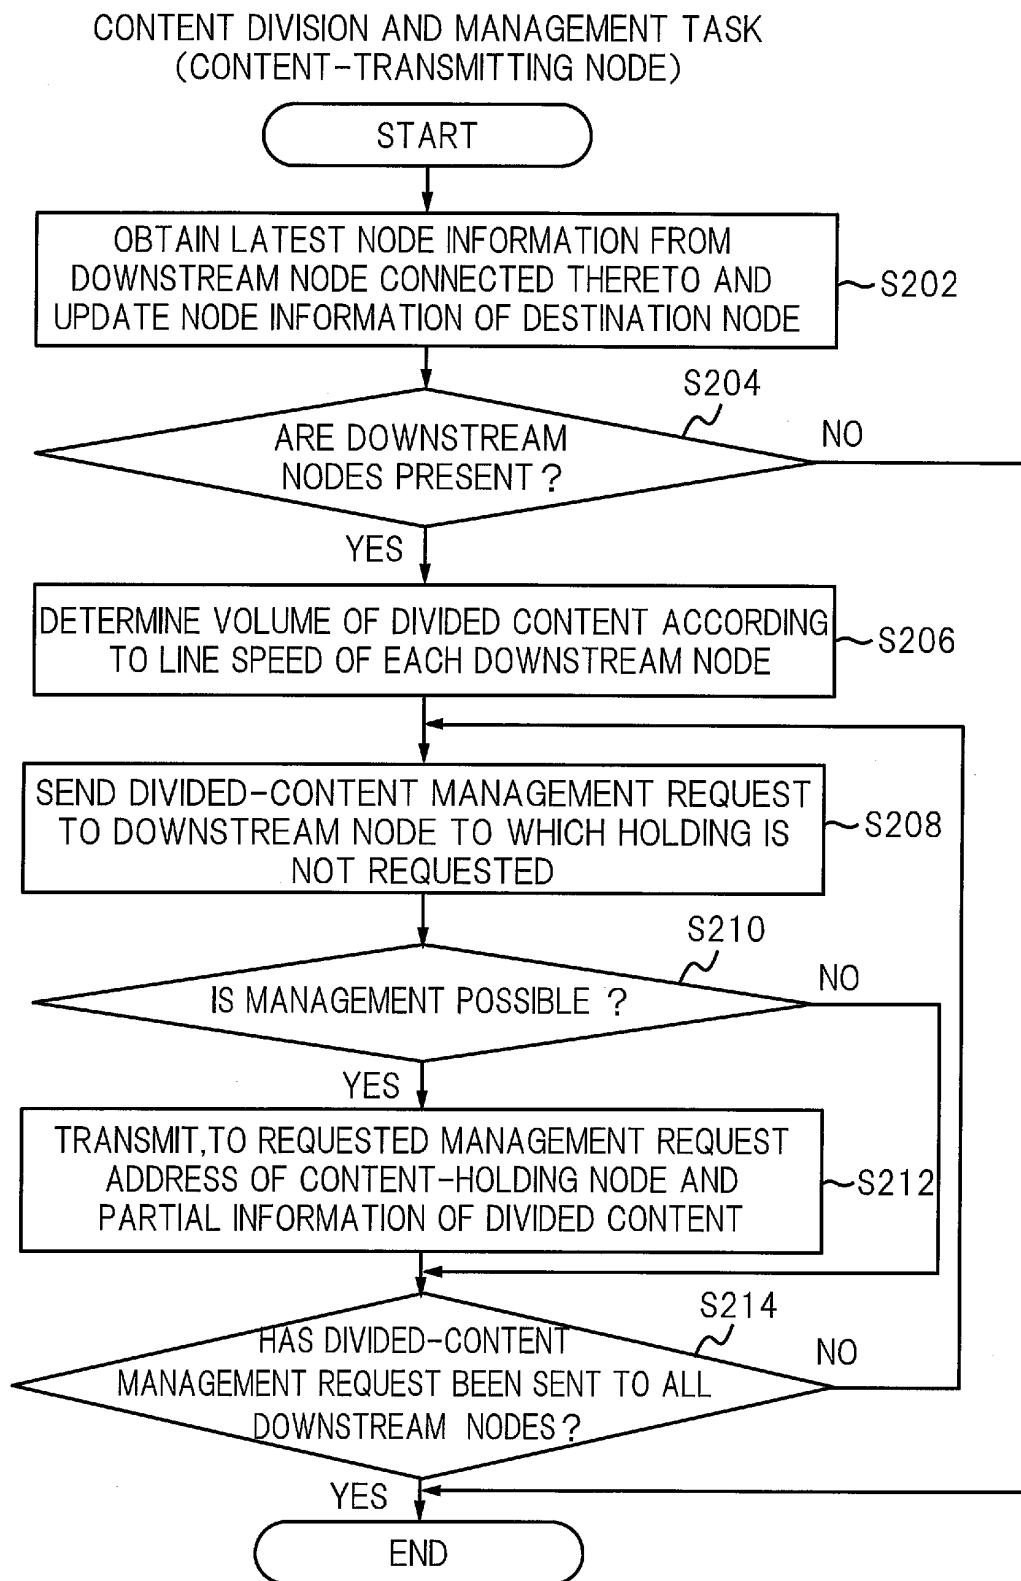 CONTENT DIVISION AND MANAGEMENT TASK
(CONTENT-TRANSMITTING NODE)
START
OBTAIN LATEST NODE INFORMATION FROM
DOWNSTREAM NODE CONNECTED THERETO AND
UPDATE NODE INFORMATION OF DESTINATION NODE
S202
S204
ARE DOWNSTREAM
NODES PRESENT ?
NO
YES
DETERMINE VOLUME OF DIVIDED CONTENT ACCORDING
TO LINE SPEED OF EACH DOWNSTREAM NODE
S206
SEND DIVIDED-CONTENT MANAGEMENT REQUEST
TO DOWNSTREAM NODE TO WHICH HOLDING IS
NOT REQUESTED
S208
S210
IS MANAGEMENT POSSIBLE ?
NO
YES
TRANSMIT, TO REQUESTED MANAGEMENT REQUEST
ADDRESS OF CONTENT-HOLDING NODE AND
PARTIAL INFORMATION OF DIVIDED CONTENT
S212
S214
HAS DIVIDED-CONTENT
MANAGEMENT REQUEST BEEN SENT TO ALL
DOWNSTREAM NODES ?
NO
YES
END